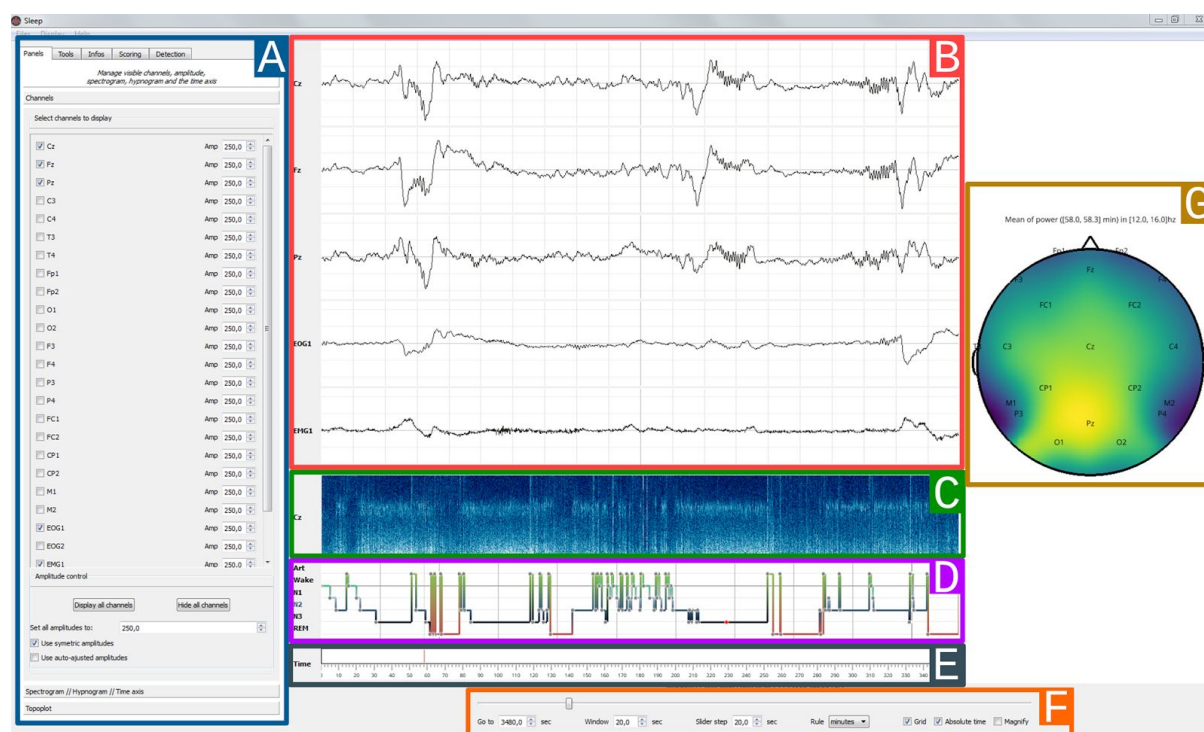 Sleep
Files Display Help
Panels Tools Infos Scoring Detection
A
Manage visible channels, amplitude,
spectrogram, hypnogram and the time axis
Channels
Select channels to display
Cz Amp 250,0
Fz Amp 250,0
Pz Amp 250,0
C3 Amp 250,0
C4 Amp 250,0
T3 Amp 250,0
T4 Amp 250,0
Fp1 Amp 250,0
Fp2 Amp 250,0
O1 Amp 250,0
O2 Amp 250,0
F3 Amp 250,0
F4 Amp 250,0
P3 Amp 250,0
P4 Amp 250,0
FC1 Amp 250,0
FC2 Amp 250,0
CP1 Amp 250,0
CP2 Amp 250,0
M1 Amp 250,0
M2 Amp 250,0
EOG1 Amp 250,0
EOG2 Amp 250,0
EMG1 Amp 250,0
Amplitude control
Display all channels Hide all channels
Set all amplitudes to: 250,0
Use symetric amplitudes
Use auto-ajusted amplitudes
Spectrogram // Hypnogram // Time axis
Topoplot
B
Cz
Fz
Pz
EOG1
EMG1
C
Cz
D
Art
Wake
N1
N2
N3
REM
E
Time
10 20 30 40 50 60 70 80 90 100 110 120 130 140 150 160 170 180 190 200 210 220 230 240 250 260 270 280 290 300 310 320 330 340
F
Go to 3480,0 sec Window 20,0 sec Slider step 20,0 sec Rule minutes Grid Absolute time Magnify
G
Mean of power ([58.0, 58.3] min) in [12.0, 16.0]hz
Fp1 Fp2
F3 Fz F4
FC1 FC2
T3 C3 Cz C4
CP1 CP2
M1 M2
P3 P4
Pz
O1 O2